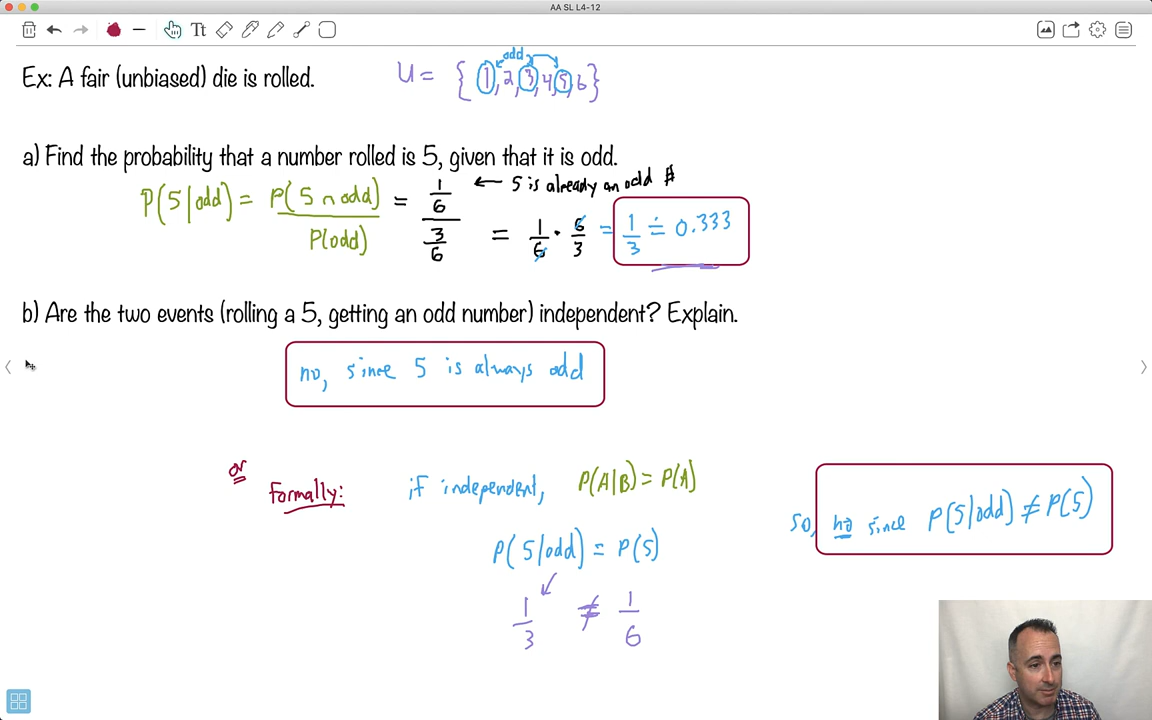 AA SL L4-12
Tt
Ex: A fair (unbiased) die is rolled.
U = { 1, 2, 3, 4, 5, 6 }
odd
a) Find the probability that a number rolled is 5, given that it is odd.
P(5|odd) = P(5 ∩ odd) / P(odd) = 1/6 / 3/6 = 1/6 · 6/3 = 1/3 ≐ 0.333
← 5 is already an odd #
b) Are the two events (rolling a 5, getting an odd number) independent? Explain.
no, since 5 is always odd
or
Formally: if independent, P(A|B) = P(A)
P(5|odd) = P(5)
1/3 ≠ 1/6
so, no since P(5|odd) ≠ P(5)